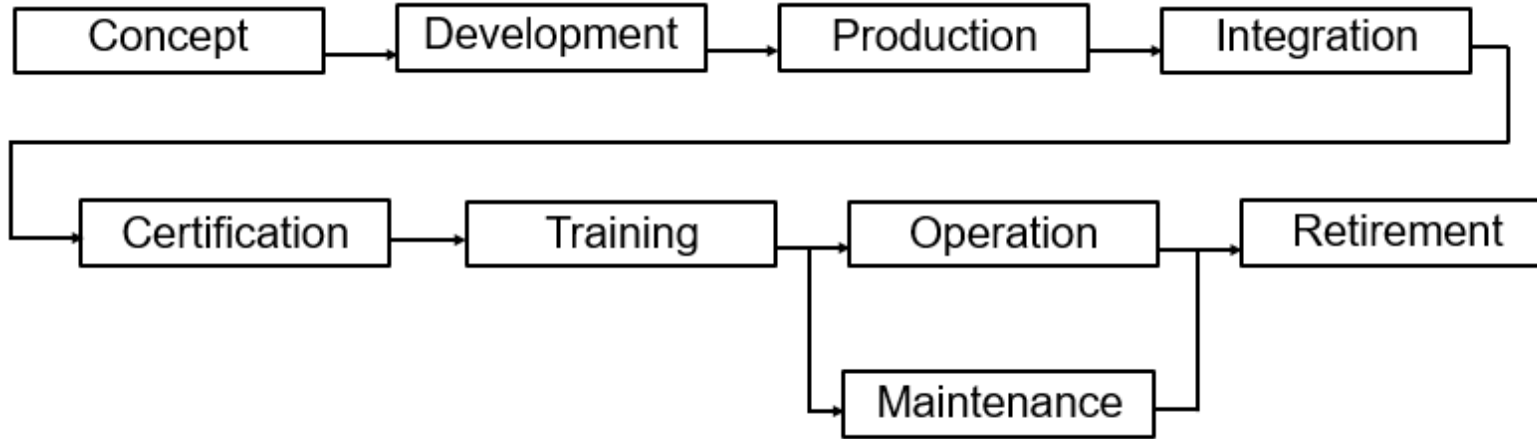 Concept
Development
Production
Integration
Certification
Training
Operation
Retirement
Maintenance